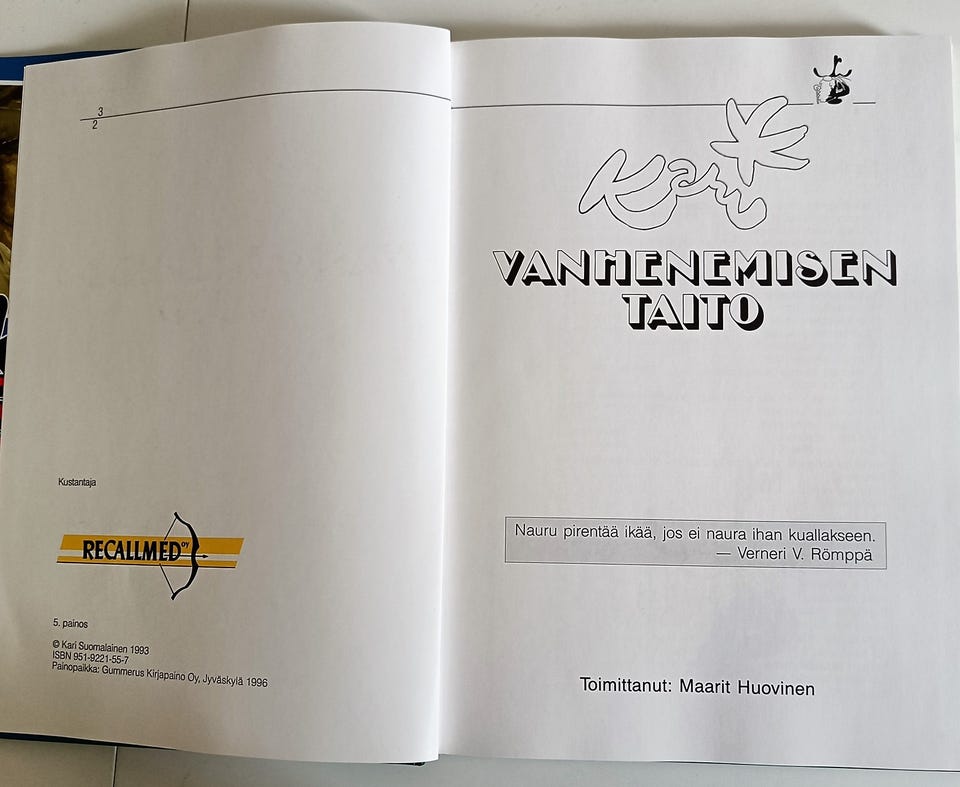 3
2
Kustantaja
RECALLMED OY
5. painos
© Kari Suomalainen 1993
ISBN 951-9221-55-7
Painopaikka: Gummerus Kirjapaino Oy, Jyväskylä 1996
Kari
VANHENEMISEN
TAITO
Nauru pirentää ikää, jos ei naura ihan kuallakseen.
— Verneri V. Römppä
Toimittanut: Maarit Huovinen